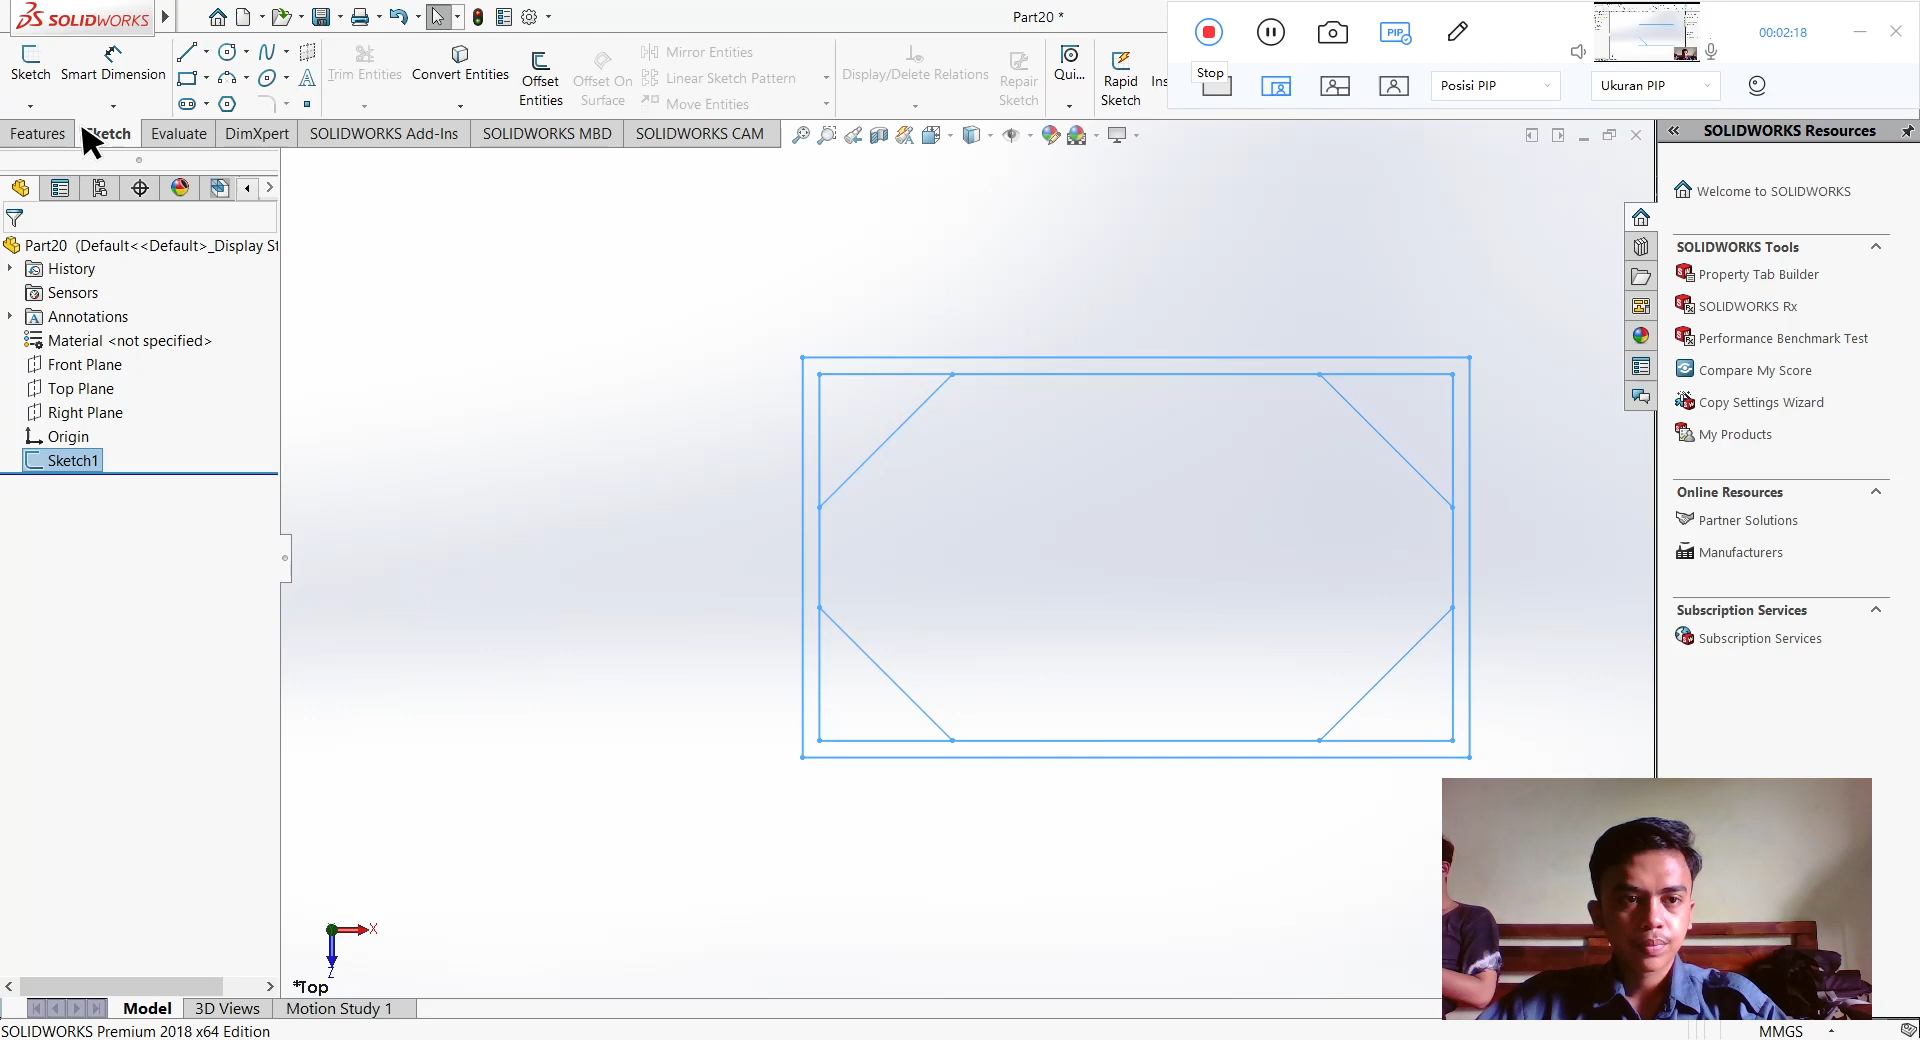 SOLIDWORKS
Part20 *
PIP
00:02:18
Stop
Posisi PIP
Ukuran PIP
Sketch
Smart Dimension
Trim Entities
Convert Entities
Offset Entities
Offset On Surface
Mirror Entities
Linear Sketch Pattern
Move Entities
Display/Delete Relations
Repair Sketch
Qui...
Rapid Sketch
Ins
Features
Sketch
Evaluate
DimXpert
SOLIDWORKS Add-Ins
SOLIDWORKS MBD
SOLIDWORKS CAM
SOLIDWORKS Resources
Part20 (Default<<Default>_Display St
History
Sensors
Annotations
Material <not specified>
Front Plane
Top Plane
Right Plane
Origin
Sketch1
Welcome to SOLIDWORKS
SOLIDWORKS Tools
Property Tab Builder
SOLIDWORKS Rx
Performance Benchmark Test
Compare My Score
Copy Settings Wizard
My Products
Online Resources
Partner Solutions
Manufacturers
Subscription Services
Subscription Services
X
Z
*Top
Model
3D Views
Motion Study 1
SOLIDWORKS Premium 2018 x64 Edition
MMGS